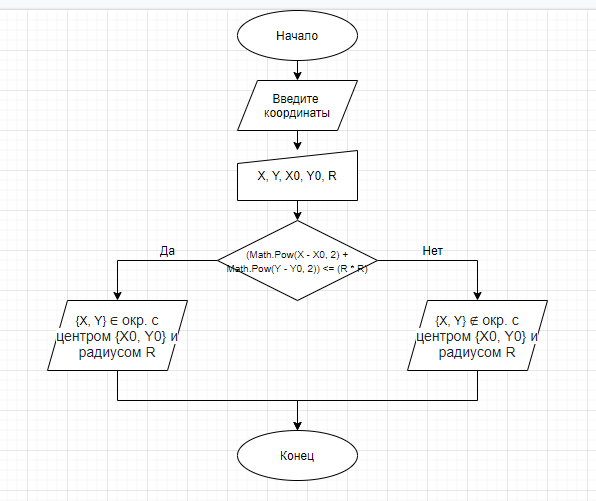 Начало
Введите
координаты
X, Y, X0, Y0, R
(Math.Pow(X - X0, 2) +
Math.Pow(Y - Y0, 2)) <= (R * R)
Да
Нет
{X, Y} ∈ окр. с
центром {X0, Y0} и
радиусом R
{X, Y} ∉ окр. с
центром {X0, Y0} и
радиусом R
Конец